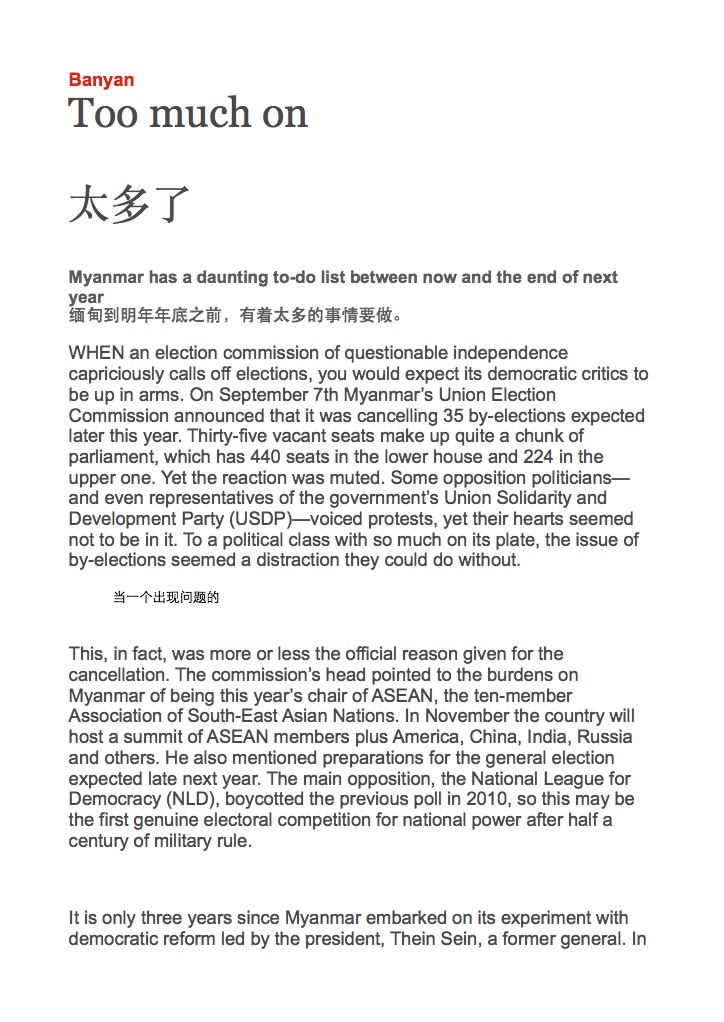 Banyan
Too much on
太多了
Myanmar has a daunting to-do list between now and the end of next
year
缅甸到明年年底之前，有着太多的事情要做。
WHEN an election commission of questionable independence
capriciously calls off elections, you would expect its democratic critics to
be up in arms. On September 7th Myanmar’s Union Election
Commission announced that it was cancelling 35 by-elections expected
later this year. Thirty-five vacant seats make up quite a chunk of
parliament, which has 440 seats in the lower house and 224 in the
upper one. Yet the reaction was muted. Some opposition politicians—
and even representatives of the government’s Union Solidarity and
Development Party (USDP)—voiced protests, yet their hearts seemed
not to be in it. To a political class with so much on its plate, the issue of
by-elections seemed a distraction they could do without.
当一个出现问题的
This, in fact, was more or less the official reason given for the
cancellation. The commission’s head pointed to the burdens on
Myanmar of being this year’s chair of ASEAN, the ten-member
Association of South-East Asian Nations. In November the country will
host a summit of ASEAN members plus America, China, India, Russia
and others. He also mentioned preparations for the general election
expected late next year. The main opposition, the National League for
Democracy (NLD), boycotted the previous poll in 2010, so this may be
the first genuine electoral competition for national power after half a
century of military rule.
It is only three years since Myanmar embarked on its experiment with
democratic reform led by the president, Thein Sein, a former general. In